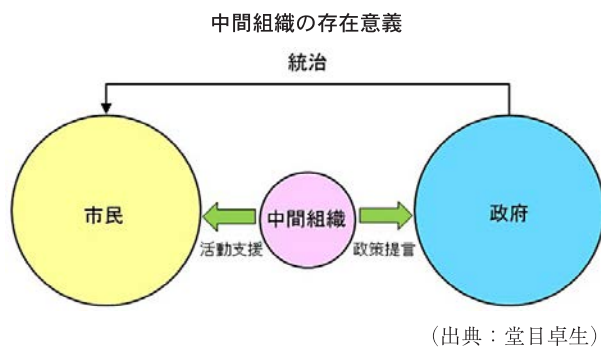 中間組織の存在意義
統治
市民
中間組織
政府
活動支援
政策提言
(出典：堂目卓生)